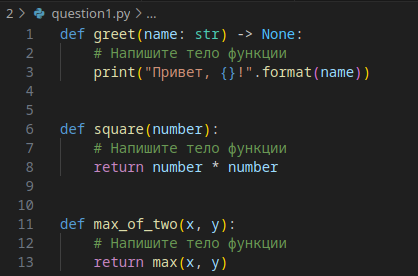 2 > question1.py > ...
1 def greet(name: str) -> None:
2     # Напишите тело функции
3     print("Привет, {}!".format(name))
4
5
6 def square(number):
7     # Напишите тело функции
8     return number * number
9
10
11 def max_of_two(x, y):
12     # Напишите тело функции
13     return max(x, y)